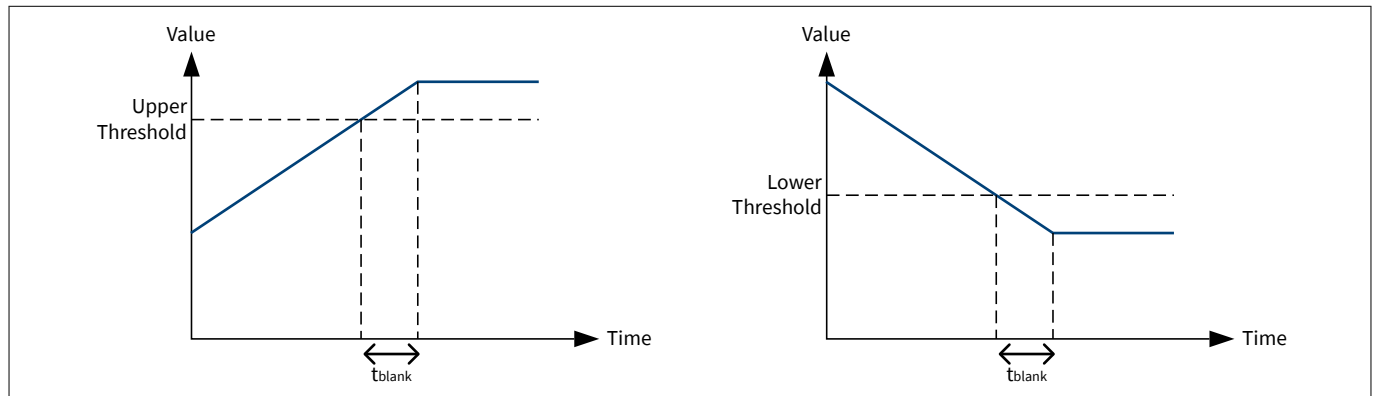 Value
Upper
Threshold
Time
tblank
Value
Lower
Threshold
Time
tblank